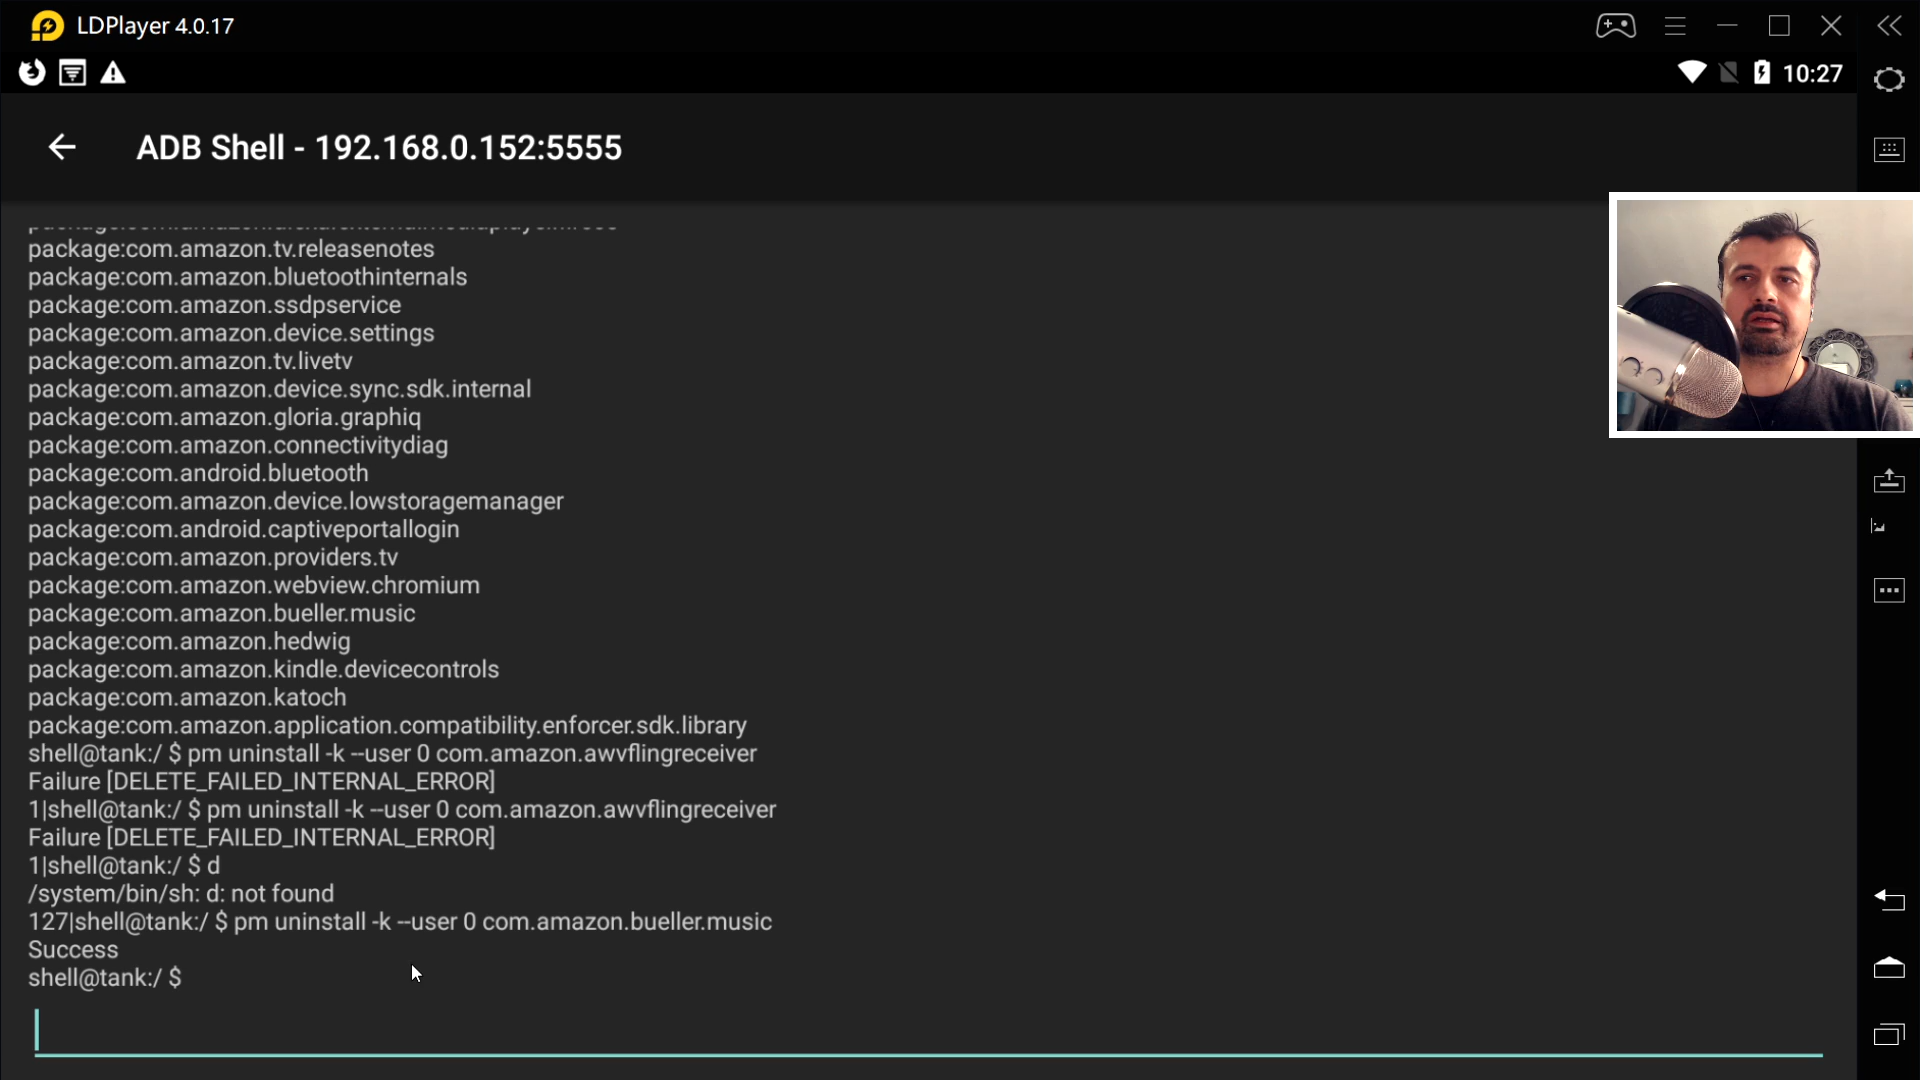 LDPlayer 4.0.17
10:27
ADB Shell - 192.168.0.152:5555
package:com.amazon.tv.releasenotes
package:com.amazon.bluetoothinternals
package:com.amazon.ssdpservice
package:com.amazon.device.settings
package:com.amazon.tv.livetv
package:com.amazon.device.sync.sdk.internal
package:com.amazon.gloria.graphiq
package:com.amazon.connectivitydiag
package:com.android.bluetooth
package:com.amazon.device.lowstoragemanager
package:com.android.captiveportallogin
package:com.amazon.providers.tv
package:com.amazon.webview.chromium
package:com.amazon.bueller.music
package:com.amazon.hedwig
package:com.amazon.kindle.devicecontrols
package:com.amazon.katoch
package:com.amazon.application.compatibility.enforcer.sdk.library
shell@tank:/ $ pm uninstall -k --user 0 com.amazon.awvflingreceiver
Failure [DELETE_FAILED_INTERNAL_ERROR]
1|shell@tank:/ $ pm uninstall -k --user 0 com.amazon.awvflingreceiver
Failure [DELETE_FAILED_INTERNAL_ERROR]
1|shell@tank:/ $ d
/system/bin/sh: d: not found
127|shell@tank:/ $ pm uninstall -k --user 0 com.amazon.bueller.music
Success
shell@tank:/ $